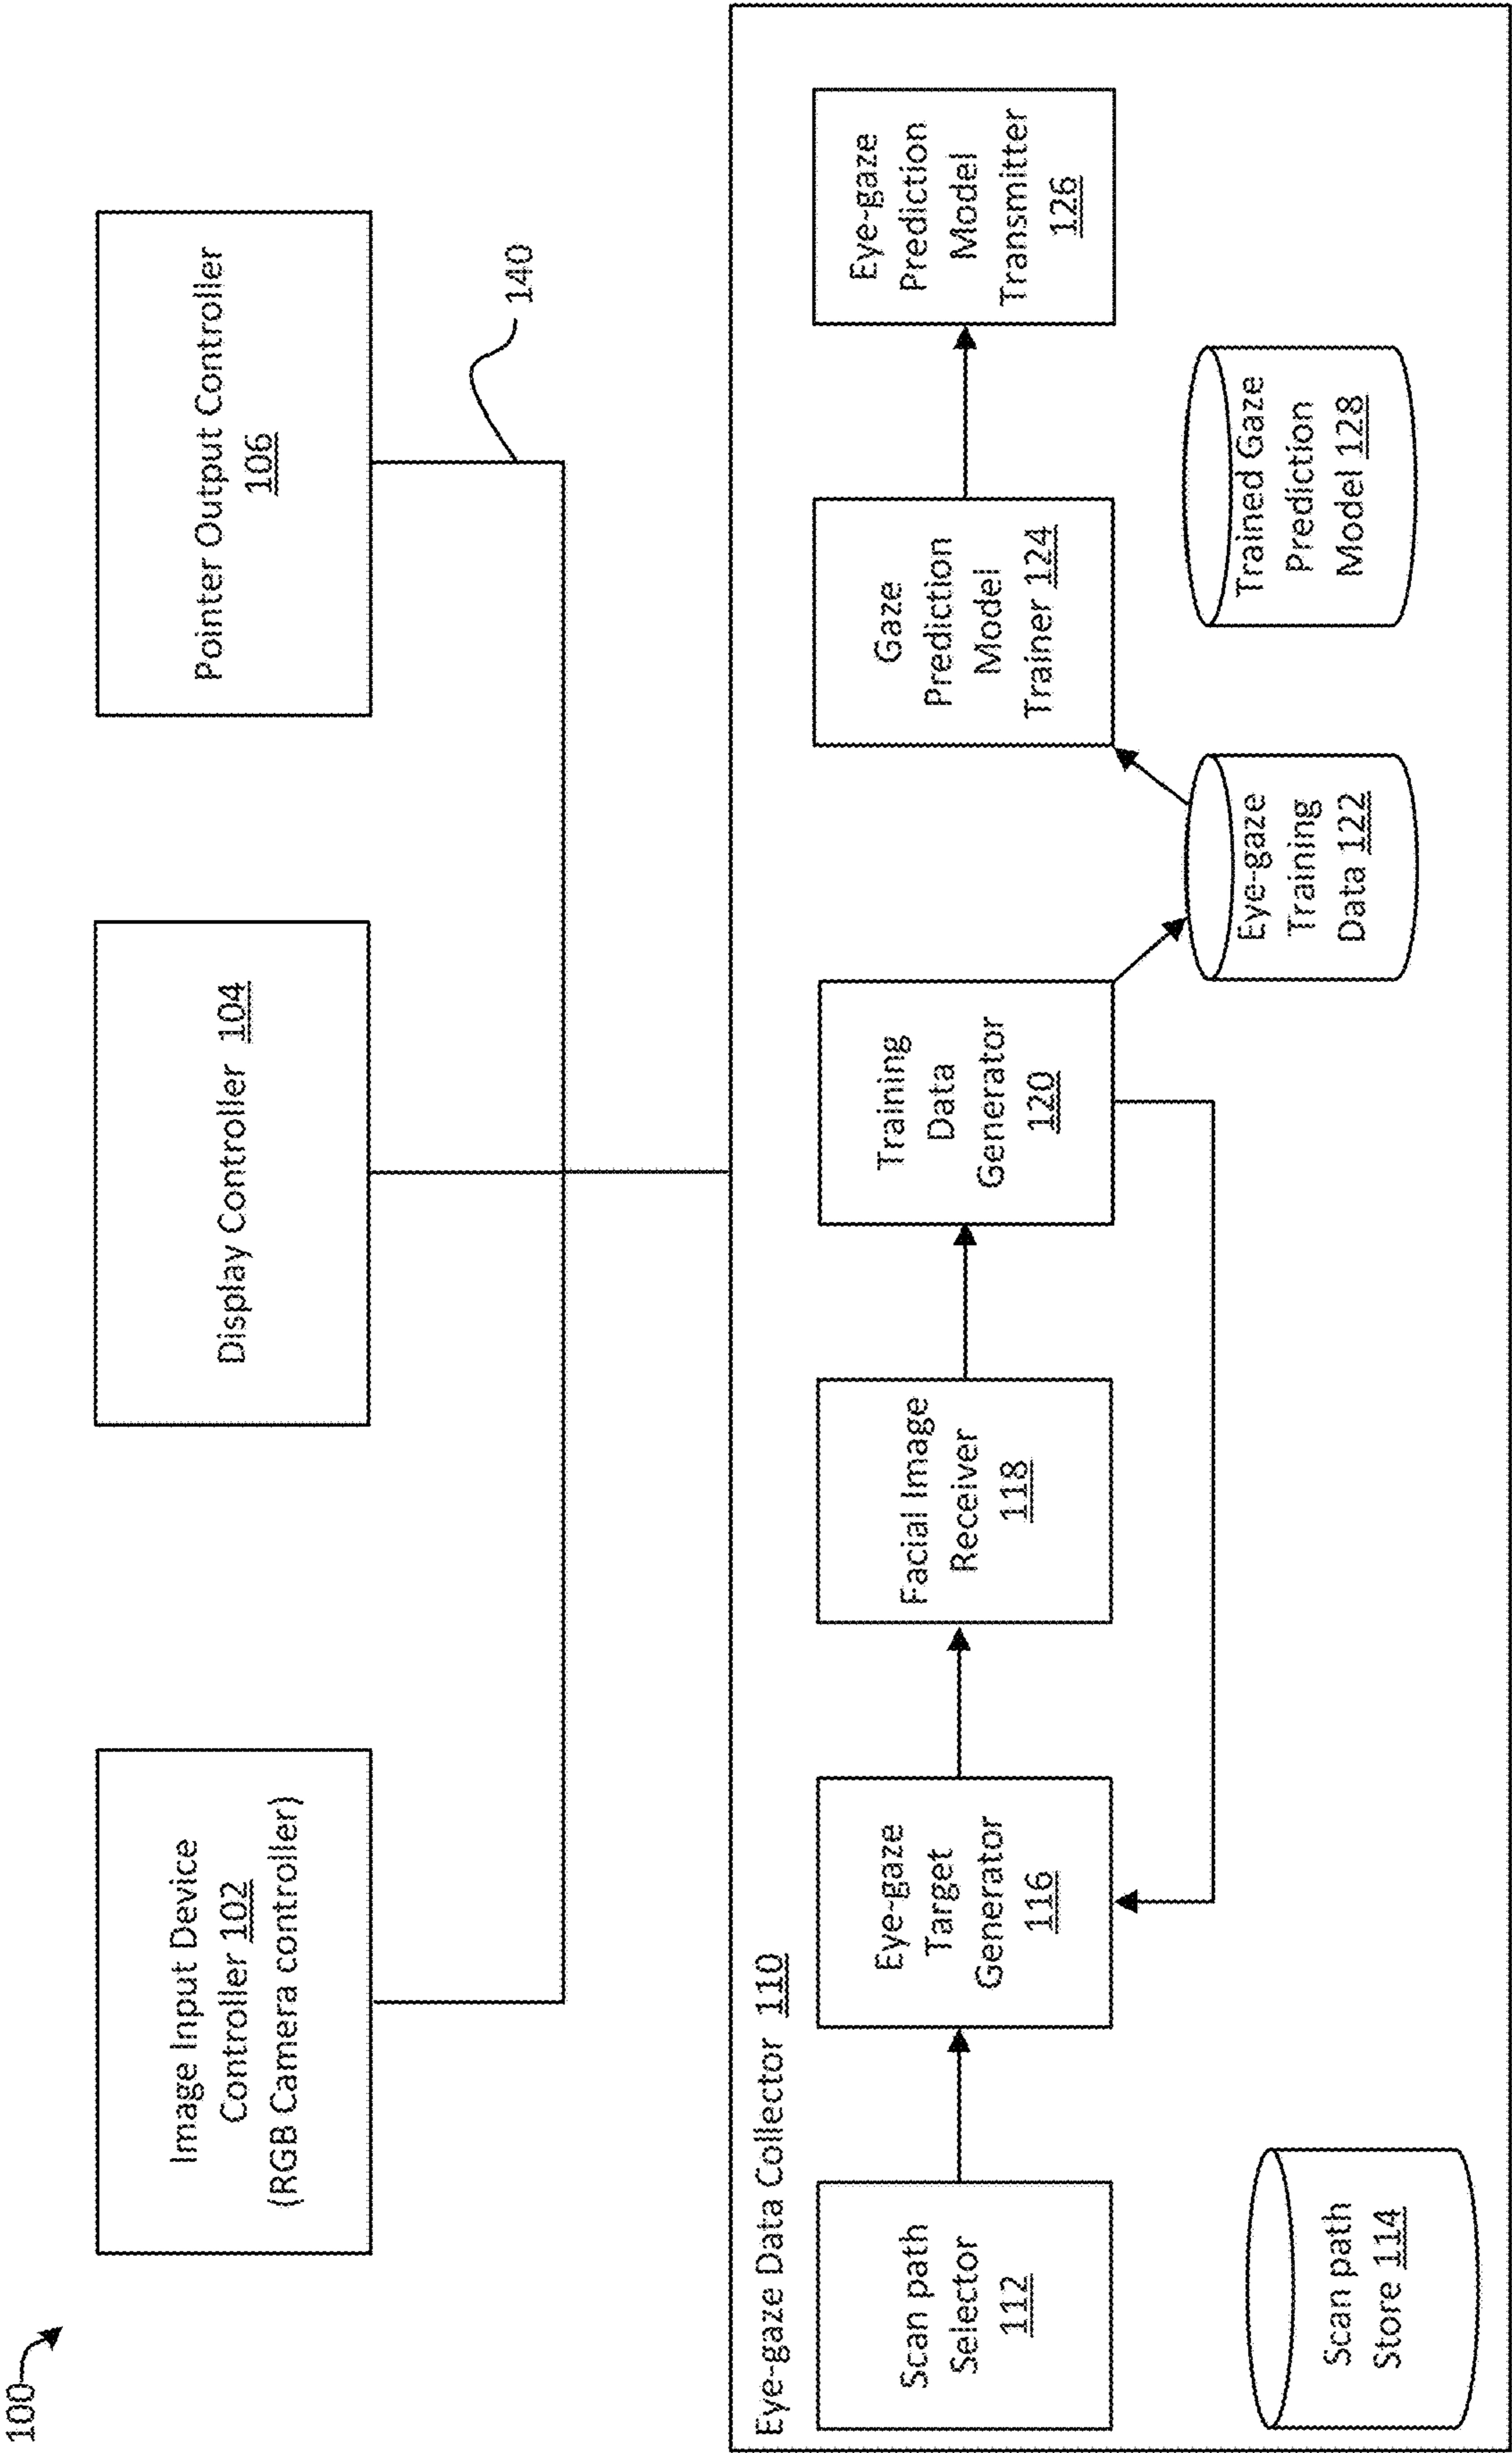 100
Image Input Device
Controller 102
(RGB Camera controller)
Display Controller 104
Pointer Output Controller
106
140
Eye-gaze Data Collector 110
Scan path
Selector
112
Eye-gaze
Target
Generator
116
Facial Image
Receiver
118
Training
Data
Generator
120
Gaze
Prediction
Model
Trainer 124
Eye-gaze
Prediction
Model
Transmitter
126
Scan path
Store 114
Eye-gaze
Training
Data 122
Trained Gaze
Prediction
Model 128